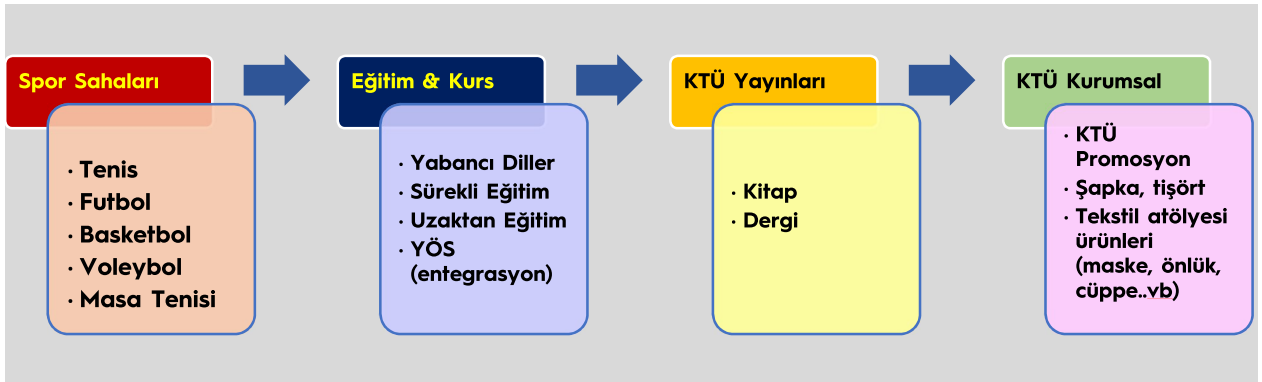 Spor Sahaları
· Tenis
· Futbol
· Basketbol
· Voleybol
· Masa Tenisi
Eğitim & Kurs
· Yabancı Diller
· Sürekli Eğitim
· Uzaktan Eğitim
· YÖS
(entegrasyon)
KTÜ Yayınları
· Kitap
· Dergi
KTÜ Kurumsal
· KTÜ
Promosyon
· Şapka, tişört
· Tekstil atölyesi
ürünleri
(maske, önlük,
cüppe..vb)